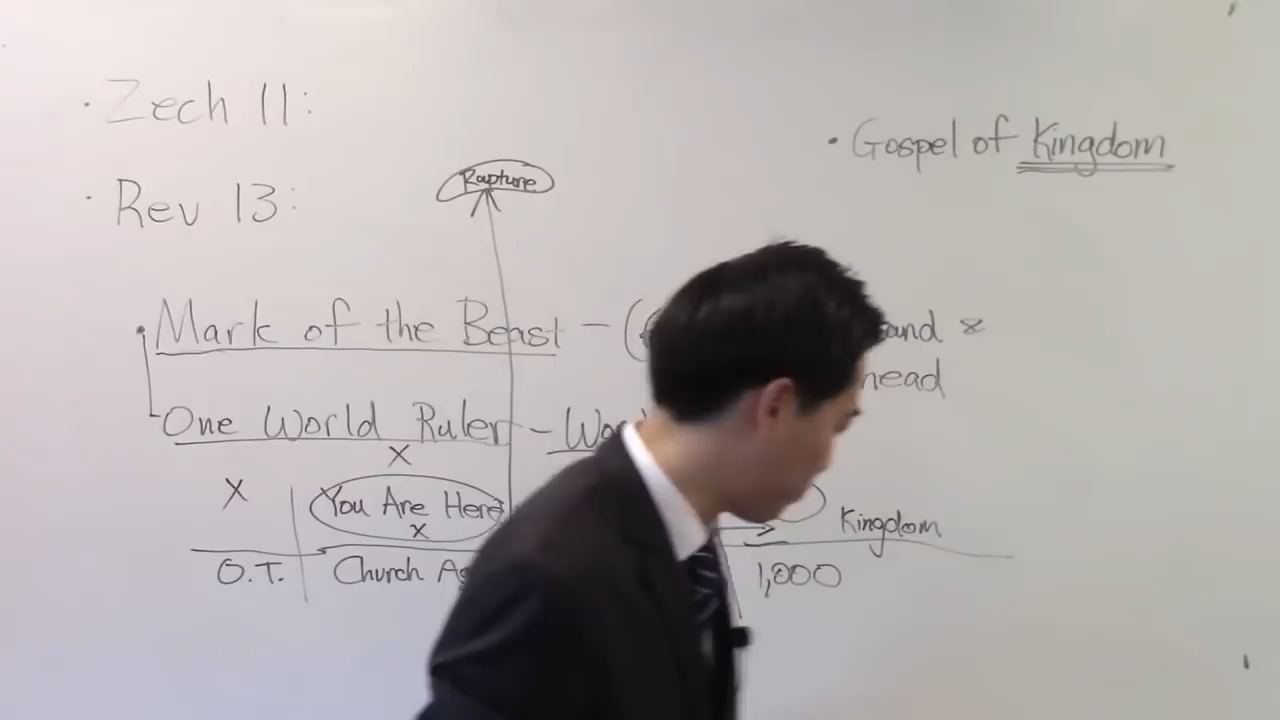 · Zech 11:
· Gospel of Kingdom
Rapture
· Rev 13:
Mark of the Beast - ( and &
head
One World Ruler -
x
x
You Are Here
x
Kingdom
O.T. Church
1,000